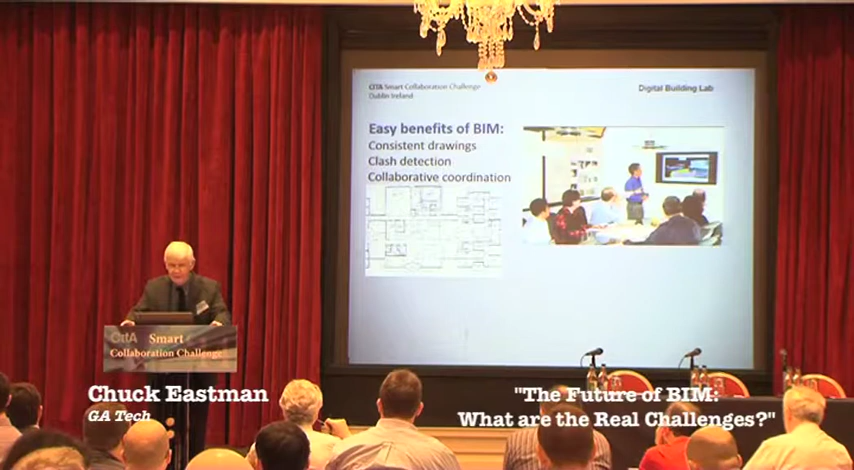 CITA Smart Collaboration Challenge
Dublin Ireland
Digital Building Lab
Easy benefits of BIM:
Consistent drawings
Clash detection
Collaborative coordination
CitA Smart
Collaboration Challenge
Chuck Eastman
GA Tech
"The Future of BIM:
What are the Real Challenges?"